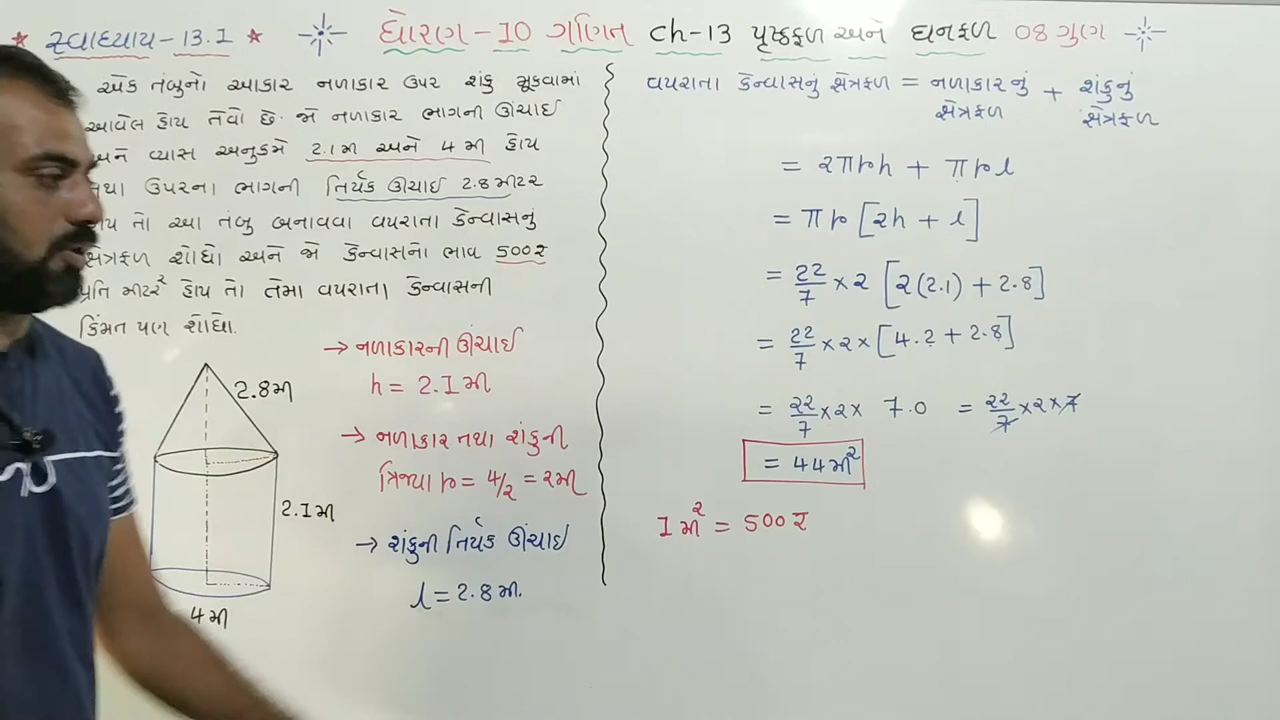 સ્વાધ્યાય-13.1
ધોરણ-10 ગણિત ch-13 પૃષ્ઠફળ અને ઘનફળ 08 ગુણ
એક તંબુનો આકાર નળાકાર ઉપર શંકુ મૂકવામાં
આવેલ હોય તેવો છે. જો નળાકાર ભાગની ઊંચાઈ
અને વ્યાસ અનુક્રમે 2.1મી અને 4 મી હોય
તથા ઉપરના ભાગની તિર્યક ઊંચાઈ 2.8 મીટર
હોય તો આ તંબુ બનાવવા વપરાતા કેન્વાસનું
ક્ષેત્રફળ શોધો અને જો કેન્વાસનો ભાવ 500 ₹
પ્રતિ મીટર² હોય તો તેમા વપરાતા કેન્વાસની
કિંમત પણ શોધો.
2.8મી
2.1મી
4 મી
→ નળાકારની ઊંચાઈ
h = 2.1 મી
→ નળાકાર તથા શંકુની
ત્રિજ્યા r = 4/2 = 2મી
→ શંકુની તિર્યક ઊંચાઈ
l = 2.8 મી.
વપરાતા કેન્વાસનું ક્ષેત્રફળ = નળાકારનું ક્ષેત્રફળ + શંકુનું ક્ષેત્રફળ
= 2πrh + πrl
= πr [2h + l]
= 22/7 × 2 [2(2.1) + 2.8]
= 22/7 × 2 × [4.2 + 2.8]
= 22/7 × 2 × 7.0 = 22/7 × 2 × 7
= 44મી²
1 મી² = 500 ₹